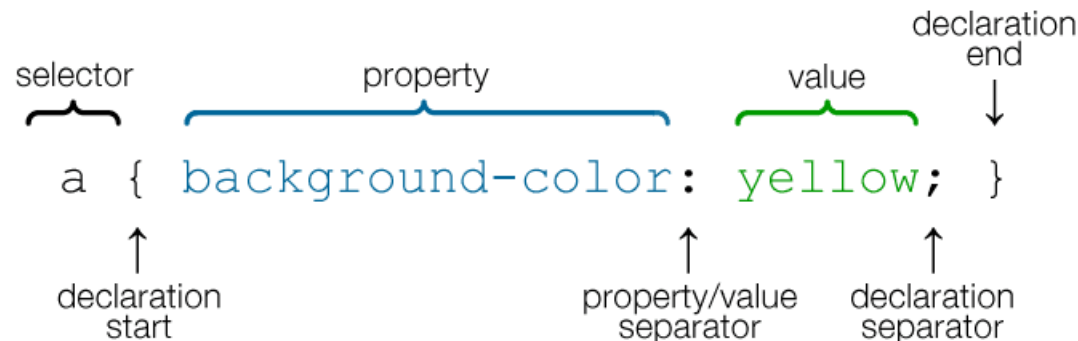 declaration
end
selector
property
value
a { background-color: yellow; }
declaration
start
property/value
separator
declaration
separator